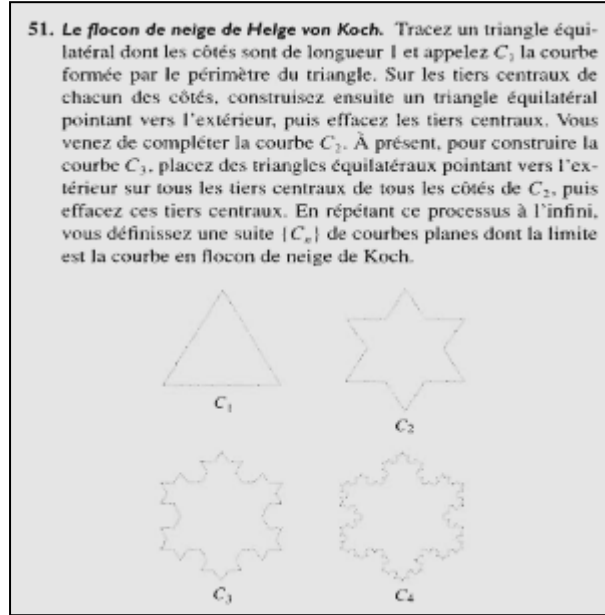 51. Le flocon de neige de Helge von Koch. Tracez un triangle équi-
latéral dont les côtés sont de longueur 1 et appelez C₁ la courbe
formée par le périmètre du triangle. Sur les tiers centraux de
chacun des côtés, construisez ensuite un triangle équilatéral
pointant vers l'extérieur, puis effacez les tiers centraux. Vous
venez de compléter la courbe C₂. À présent, pour construire la
courbe C₃, placez des triangles équilatéraux pointant vers l'ex-
térieur sur tous les tiers centraux de tous les côtés de C₂, puis
effacez ces tiers centraux. En répétant ce processus à l'infini,
vous définissez une suite {Cₙ} de courbes planes dont la limite
est la courbe en flocon de neige de Koch.
C₁
C₂
C₃
C₄